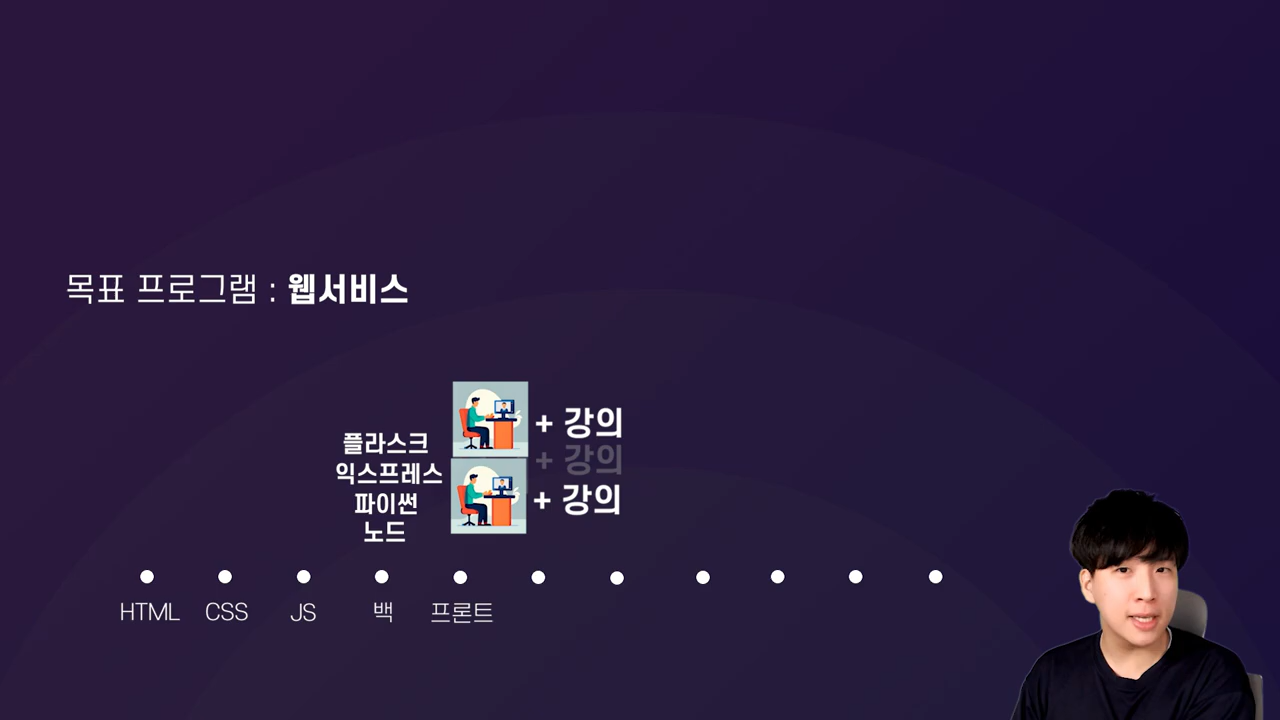 목표 프로그램 : 웹서비스
+ 강의
플라스크
+ 강의
익스프레스
파이썬
+ 강의
노드
HTML CSS JS 백 프론트